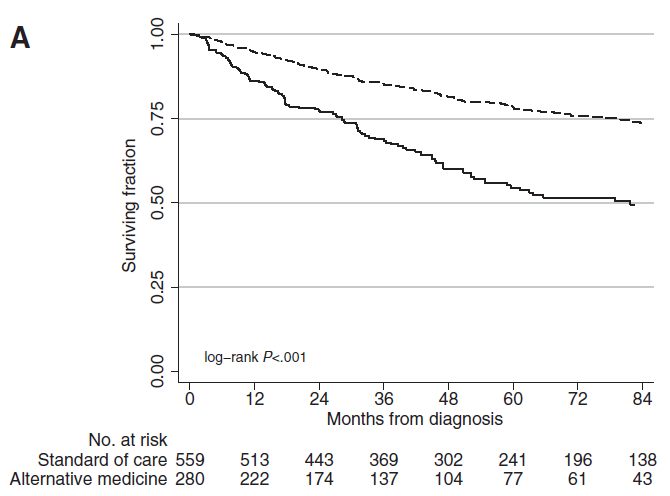 A
1.00
0.75
0.50
0.25
0.00
Surviving fraction
log–rank P<.001
0 12 24 36 48 60 72 84
Months from diagnosis
No. at risk
Standard of care 559 513 443 369 302 241 196 138
Alternative medicine 280 222 174 137 104 77 61 43